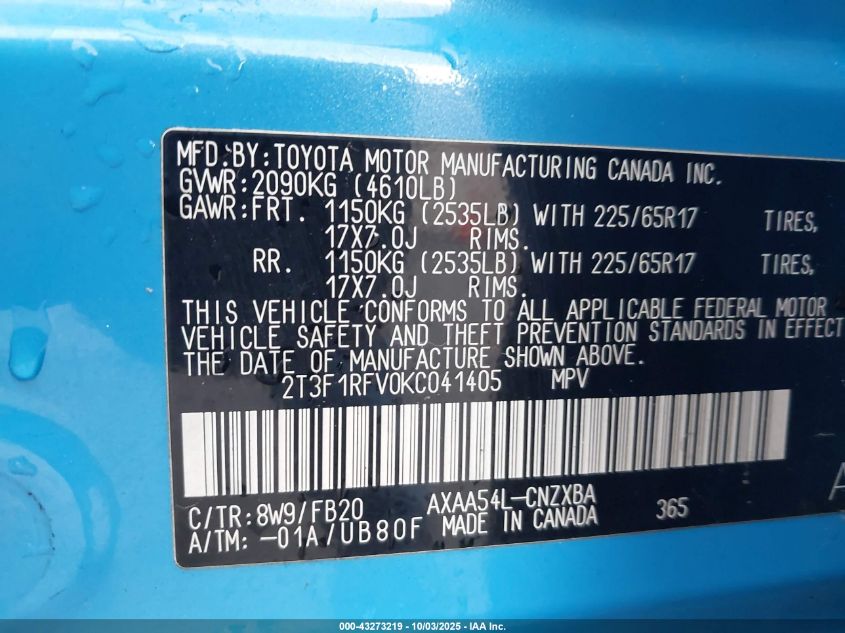 MFD.BY:TOYOTA MOTOR MANUFACTURING CANADA INC.
GVWR:2090KG (4610LB)
GAWR:FRT. 1150KG (2535LB) WITH 225/65R17 TIRES,
17X7.0J RIMS.
RR. 1150KG (2535LB) WITH 225/65R17 TIRES,
17X7.0J RIMS.
THIS VEHICLE CONFORMS TO ALL APPLICABLE FEDERAL MOTOR
VEHICLE SAFETY AND THEFT PREVENTION STANDARDS IN EFFECT
THE DATE OF MANUFACTURE SHOWN ABOVE.
2T3F1RFV0KC041405 MPV
C/TR:8W9/FB20 AXAA54L-CNZXBA 365
A/TM: -01A/UB80F MADE IN CANADA
000-43273219 - 10/03/2025 - IAA Inc.